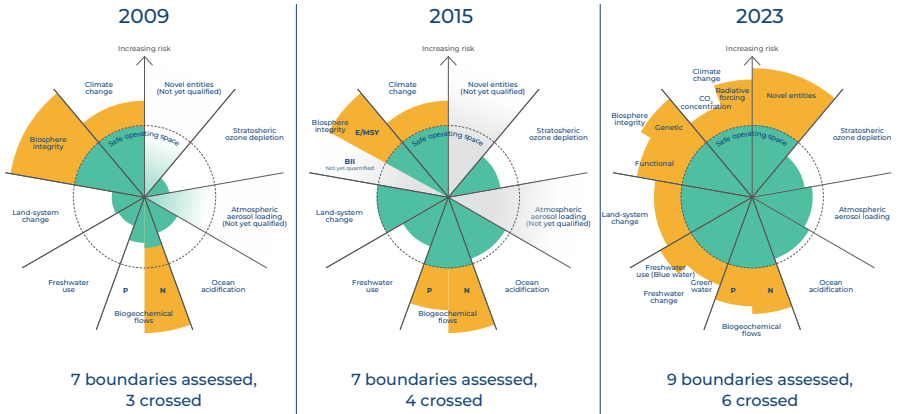 2009
Increasing risk
Climate
change
Novel entities
(Not yet qualified)
Stratosheric
ozone depletion
Biosphere
integrity
Safe operating space
Land-system
change
Atmospheric
aerosol loading
(Not yet qualified)
Freshwater
use
P
N
Ocean
acidification
Biogeochemical
flows
7 boundaries assessed,
3 crossed
2015
Increasing risk
Climate
change
Novel entities
(Not yet qualified)
Biosphere
integrity
E/MSY
Stratosheric
ozone depletion
Safe operating space
BII
Not yet quantified
Land-system
change
Atmospheric
aerosol loading
(Not yet qualified)
Freshwater
use
P
N
Ocean
acidification
Biogeochemical
flows
7 boundaries assessed,
4 crossed
2023
Increasing risk
Climate
change
CO2
concentration
Radiative
forcing
Novel entities
Biosphere
integrity
Genetic
Stratosheric
ozone depletion
Safe operating space
Functional
Land-system
change
Atmospheric
aerosol loading
Freshwater
use (Blue water)
Green
water
Freshwater
change
P
N
Ocean
acidification
Biogeochemical
flows
9 boundaries assessed,
6 crossed